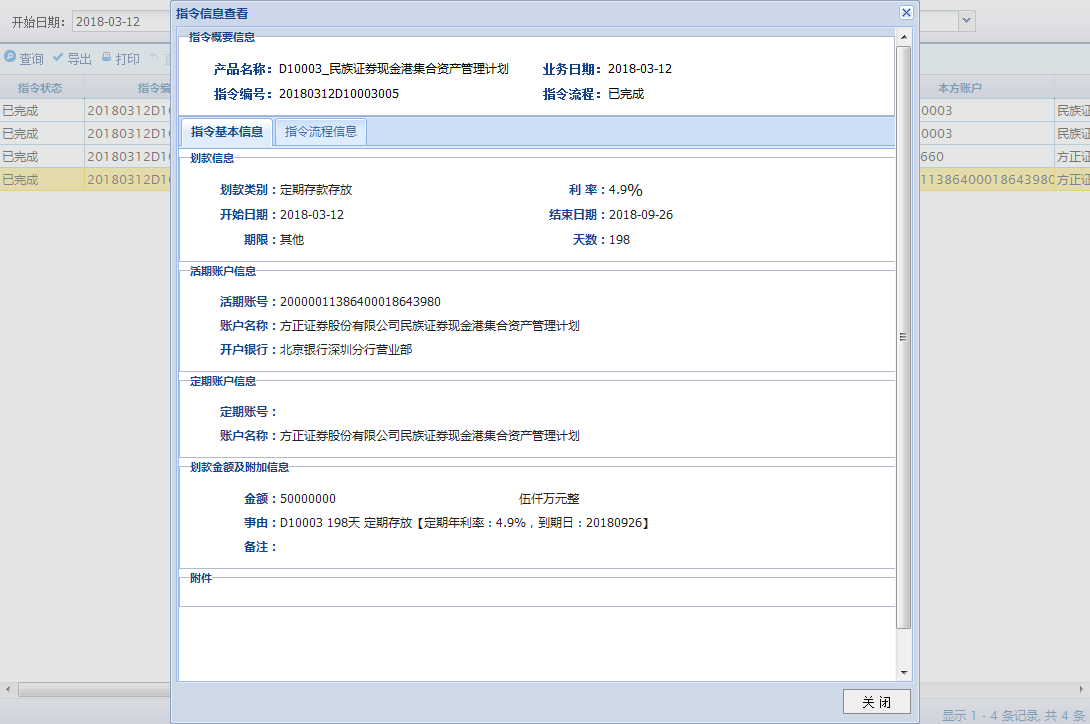 开始日期: 2018-03-12
查询 导出 打印
指令状态
已完成 20180312D1
已完成 20180312D1
已完成 20180312D1
已完成 20180312D1
指令信息查看
指令概要信息
产品名称: D10003_民族证券现金港集合资产管理计划 业务日期: 2018-03-12
指令编号: 20180312D10003005 指令流程: 已完成
指令基本信息 指令流程信息
划款信息
划款类别: 定期存款存放 利 率: 4.9%
开始日期: 2018-03-12 结束日期: 2018-09-26
期限: 其他 天数: 198
活期账户信息
活期账号: 20000011386400018643980
账户名称: 方正证券股份有限公司民族证券现金港集合资产管理计划
开户银行: 北京银行深圳分行营业部
定期账户信息
定期账号:
账户名称: 方正证券股份有限公司民族证券现金港集合资产管理计划
划款金额及附加信息
金额: 50000000 伍仟万元整
事由: D10003 198天 定期存放【定期年利率：4.9%，到期日：20180926】
备注:
附件
关 闭
本方账户
0003 民族证
0003 民族证
660 方正证
11386400018643980 方正证
显示 1 - 4 条记录, 共 4 条